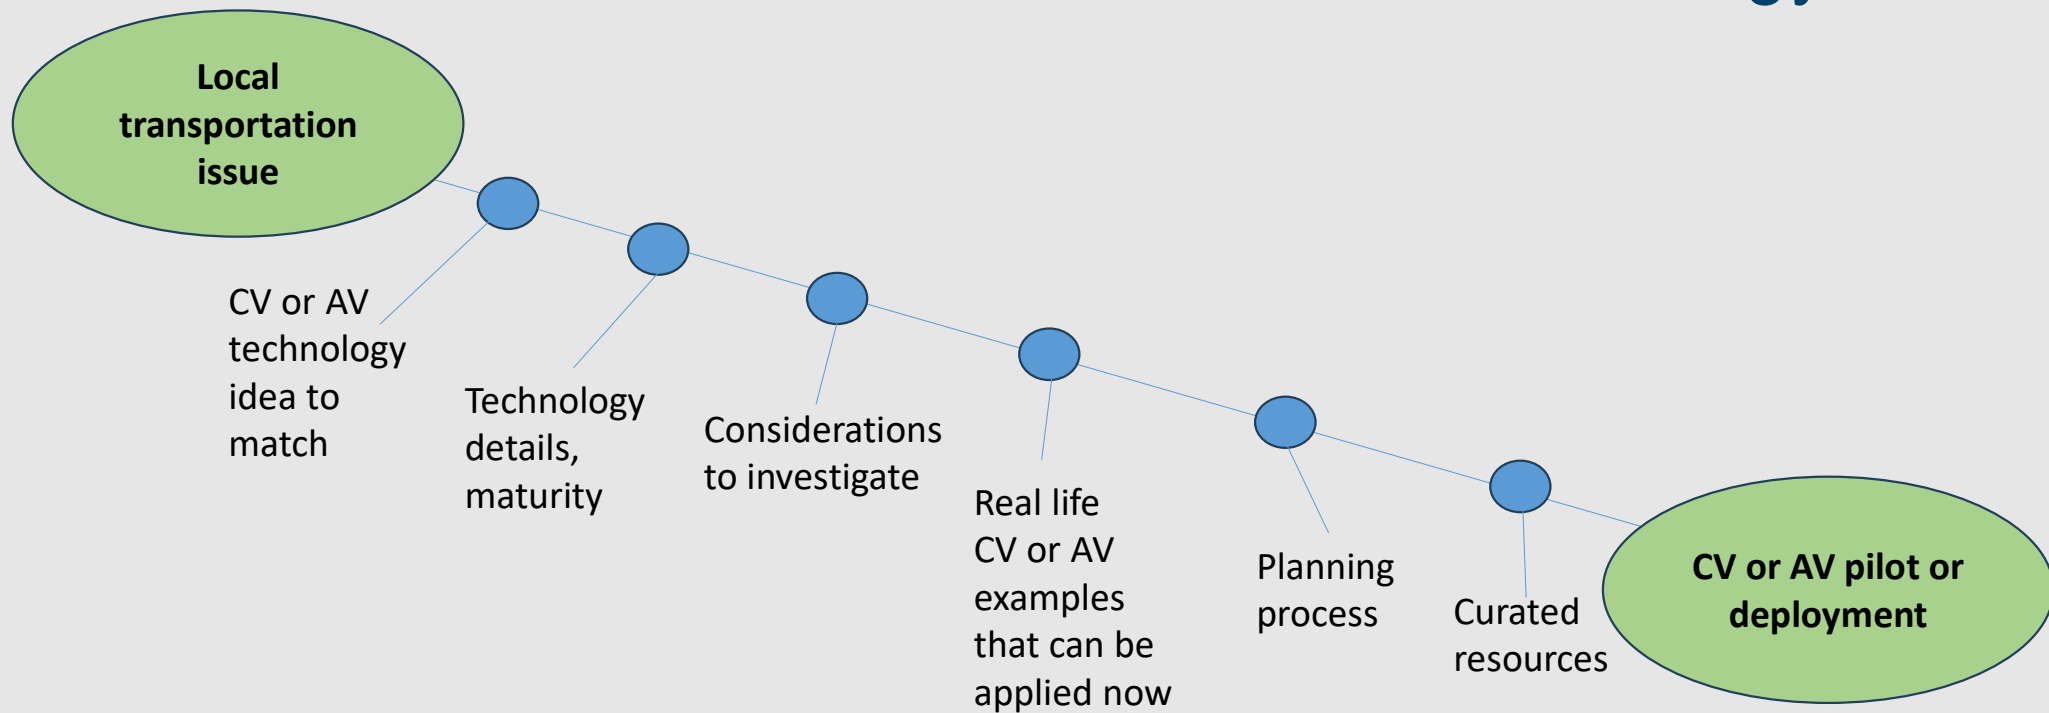 Local
transportation
issue
CV or AV
technology
idea to
match
Technology
details,
maturity
Considerations
to investigate
Real life
CV or AV
examples
that can be
applied now
Planning
process
Curated
resources
CV or AV pilot or
deployment